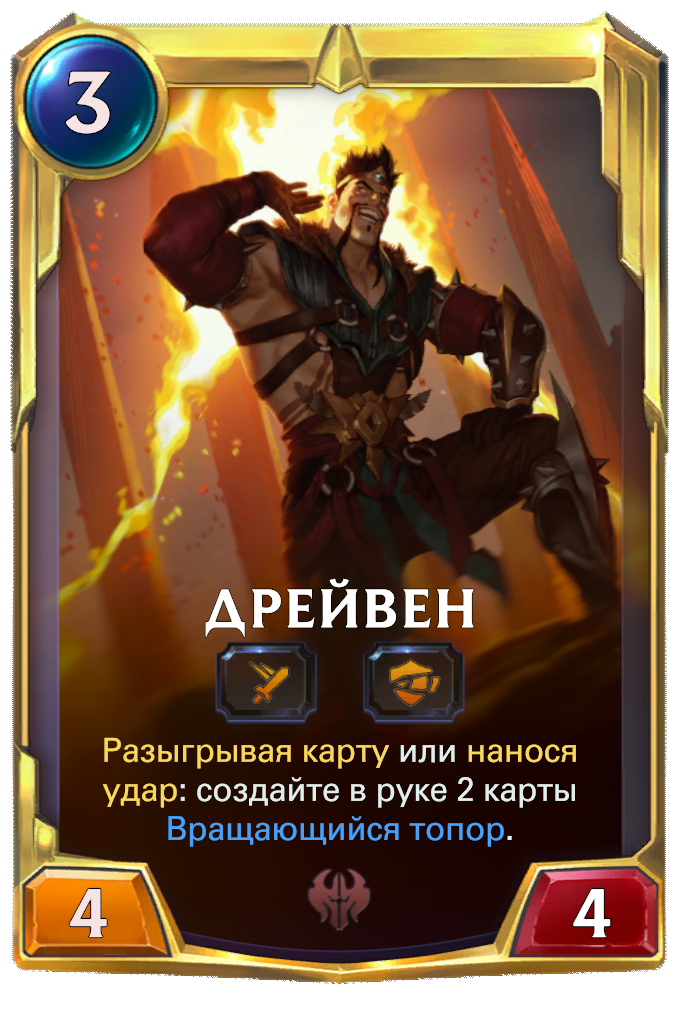 3
ДРЕЙВЕН
Разыгрывая карту или нанося
удар: создайте в руке 2 карты
Вращающийся топор.
4
4